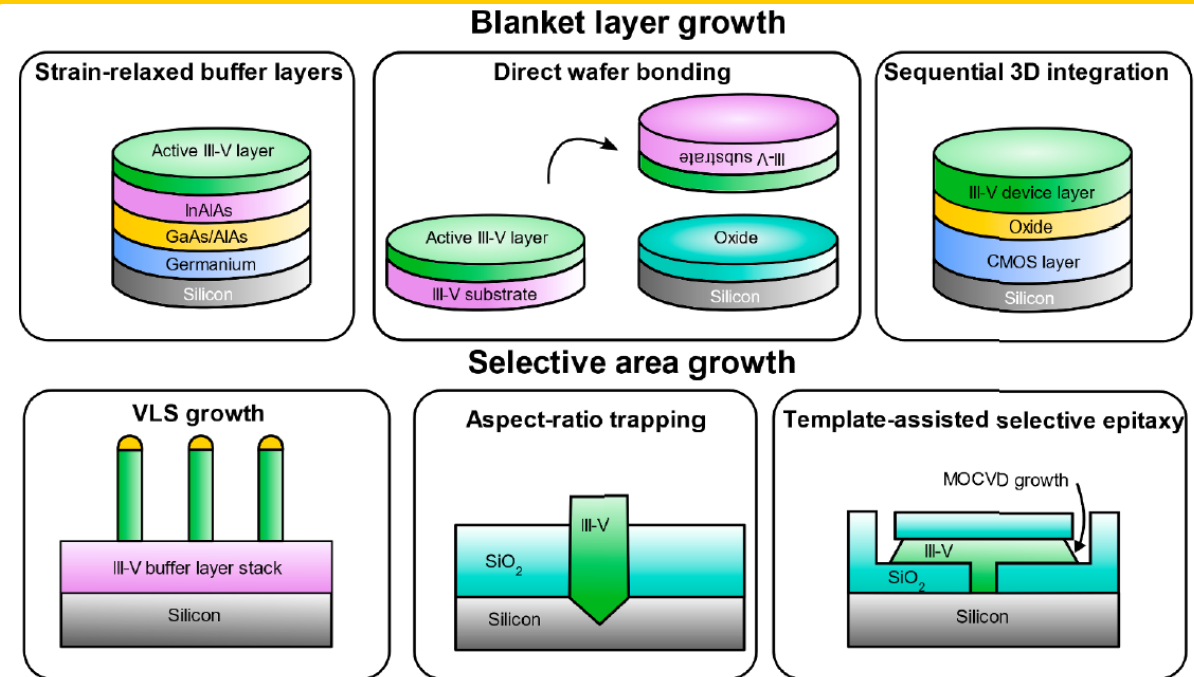 Blanket layer growth
Strain-relaxed buffer layers
Active III-V layer
InAlAs
GaAs/AlAs
Germanium
Silicon
Direct wafer bonding
III-V substrate
Active III-V layer
III-V substrate
Oxide
Silicon
Sequential 3D integration
III-V device layer
Oxide
CMOS layer
Silicon
Selective area growth
VLS growth
III-V buffer layer stack
Silicon
Aspect-ratio trapping
III-V
SiO₂
Silicon
Template-assisted selective epitaxy
MOCVD growth
III-V
SiO₂
Silicon